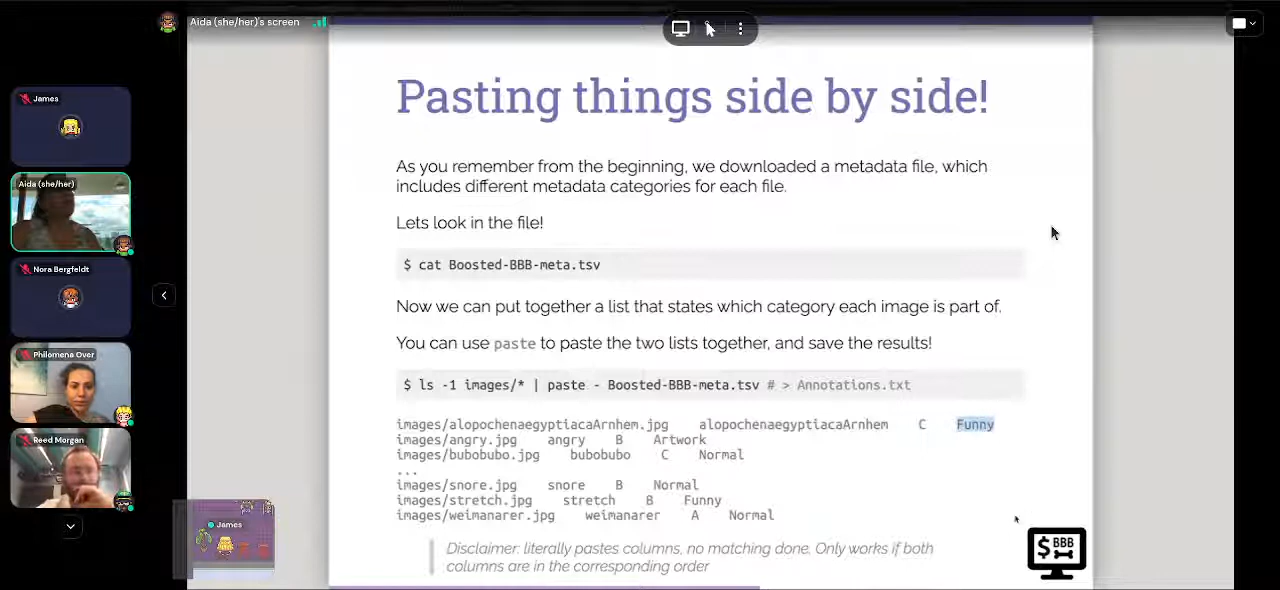 Aida (she/her)'s screen
James
Aida (she/her)
Nora Bergfeldt
Philomena Over
Reed Morgan
James
Pasting things side by side!
As you remember from the beginning, we downloaded a metadata file, which
includes different metadata categories for each file.
Lets look in the file!
$ cat Boosted-BBB-meta.tsv
Now we can put together a list that states which category each image is part of.
You can use paste to paste the two lists together, and save the results!
$ ls -1 images/* | paste - Boosted-BBB-meta.tsv # > Annotations.txt
images/alopochenaegyptiacaArnhem.jpg alopochenaegyptiacaArnhem C Funny
images/angry.jpg angry B Artwork
images/bubobubo.jpg bubobubo C Normal
...
images/snore.jpg snore B Normal
images/stretch.jpg stretch B Funny
images/weimanarer.jpg weimanarer A Normal
Disclaimer: literally pastes columns, no matching done. Only works if both
columns are in the corresponding order
$ BBB